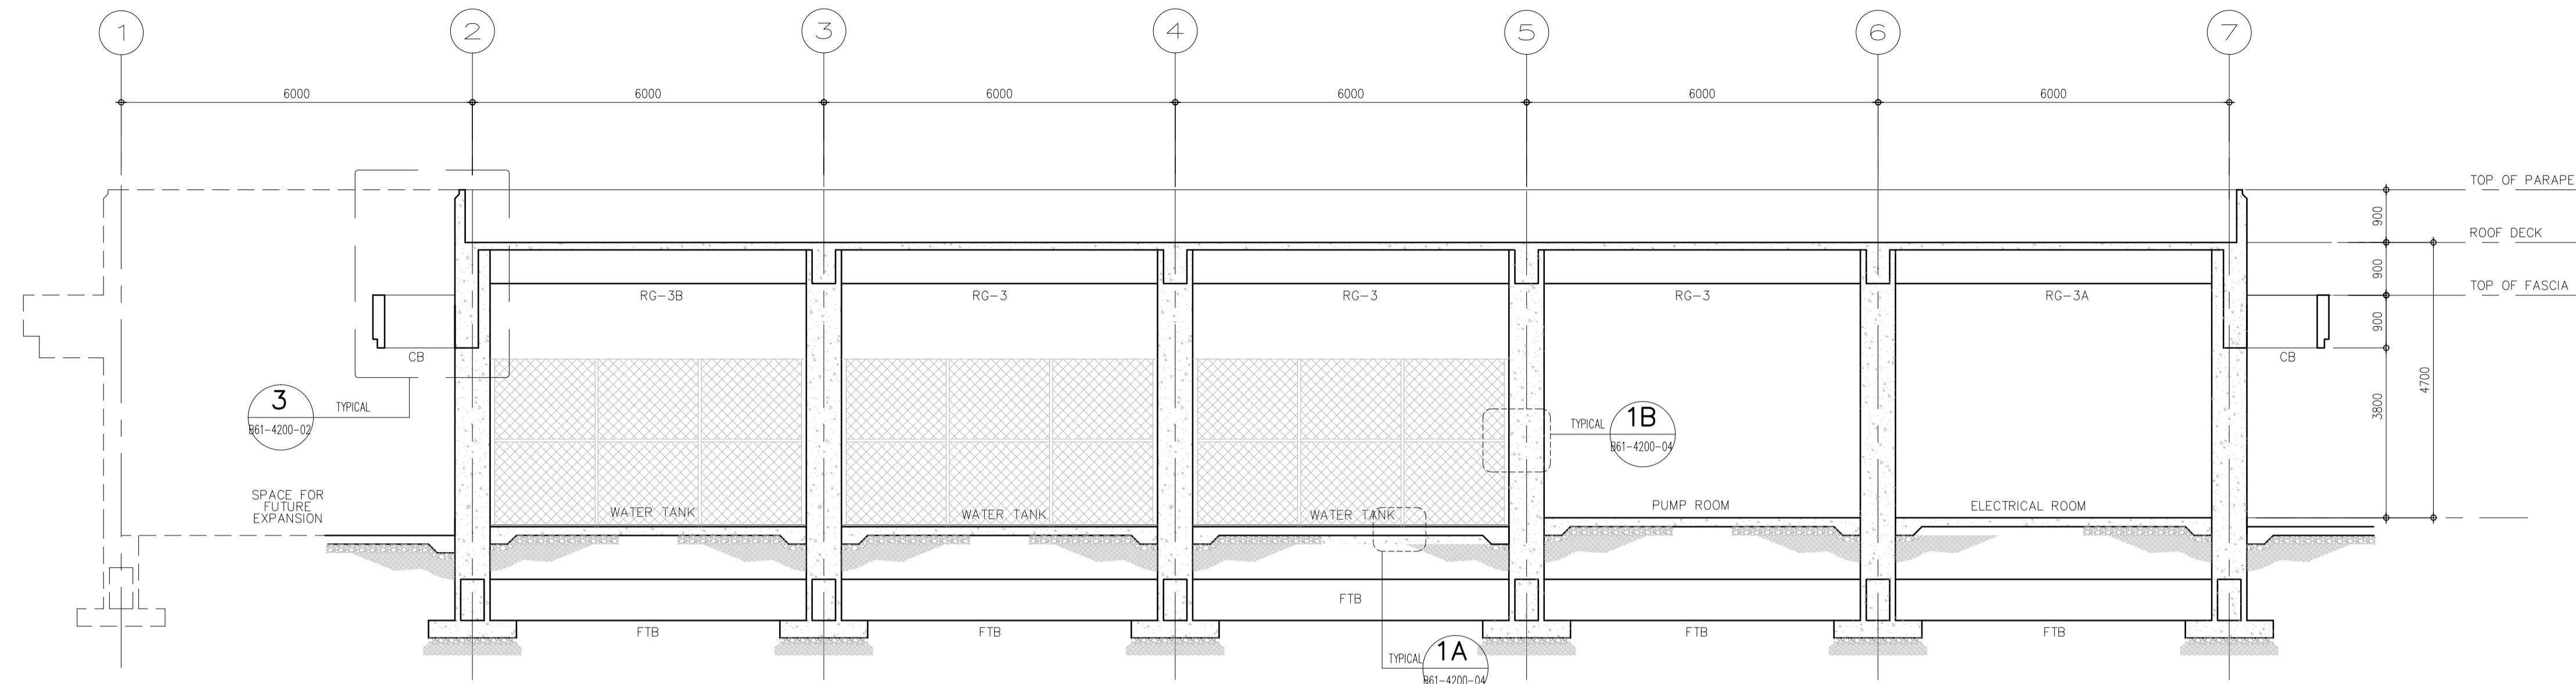 1 2 3 4 5 6 7
6000 6000 6000 6000 6000 6000
TOP OF PARAPE
900
ROOF DECK
900
TOP OF FASCIA
RG-3B RG-3 RG-3 RG-3 RG-3A
900
CB CB
4700
3800
3
B61-4200-02
TYPICAL
TYPICAL
1B
B61-4200-04
SPACE FOR
FUTURE
EXPANSION
WATER TANK WATER TANK WATER TANK PUMP ROOM ELECTRICAL ROOM
FTB
FTB FTB FTB FTB
TYPICAL
1A
B61-4200-04